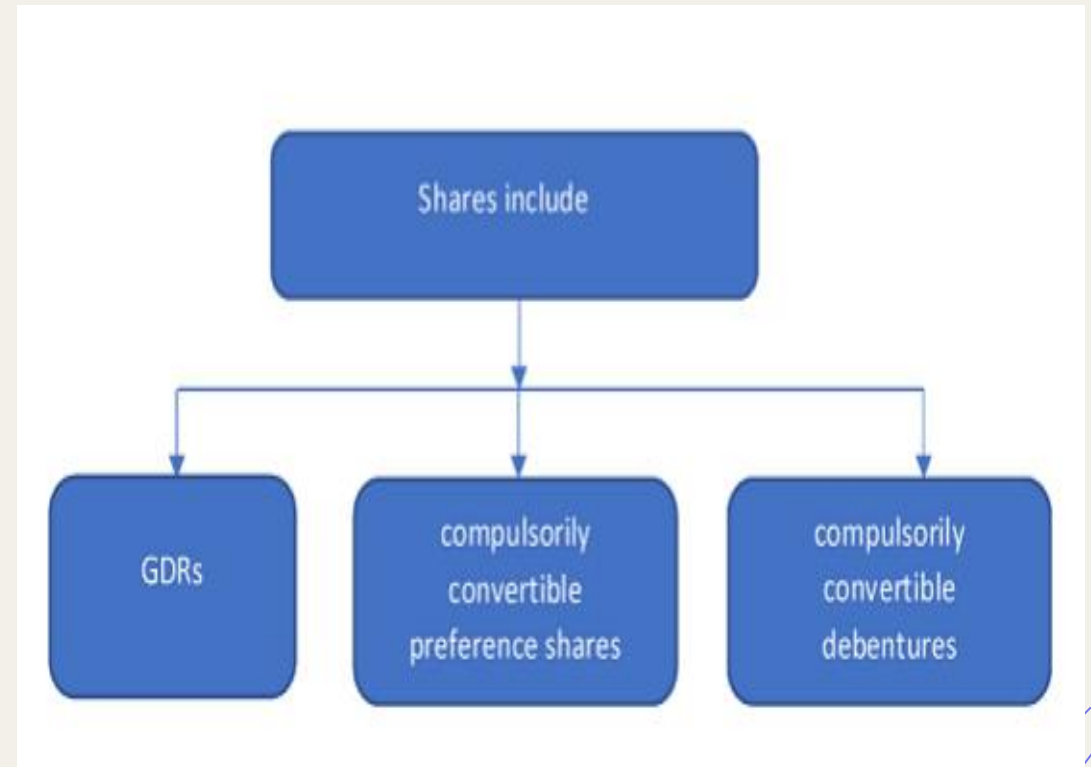 Shares include
GDRs
compulsorily
convertible
preference shares
compulsorily
convertible
debentures